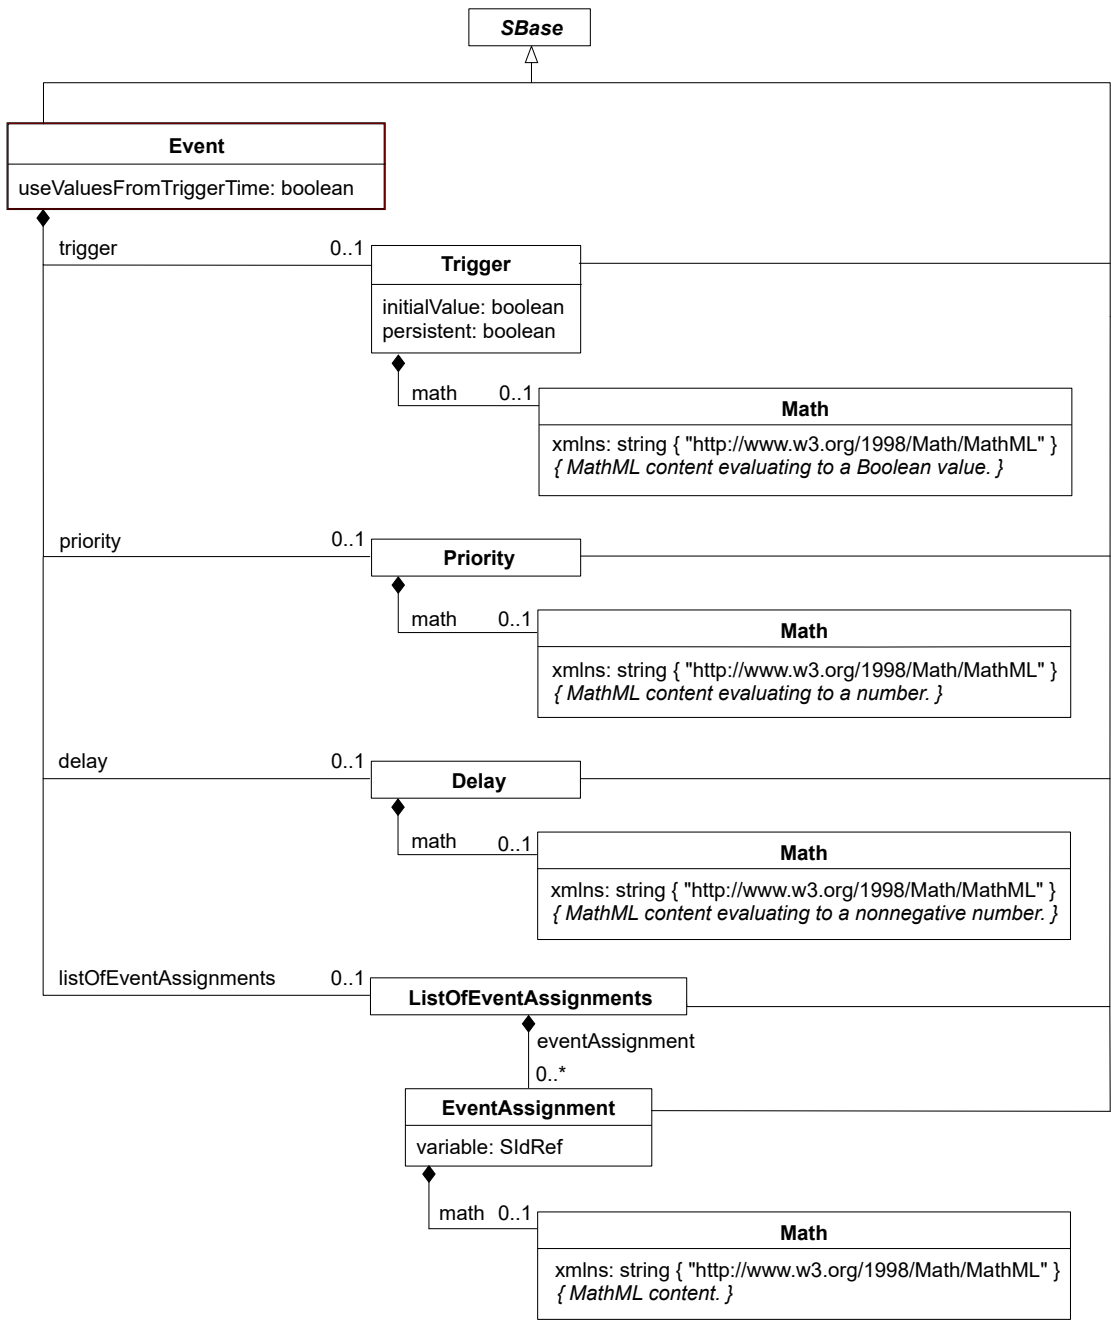 SBase
Event
useValuesFromTriggerTime: boolean
trigger 0..1
Trigger
initialValue: boolean
persistent: boolean
math 0..1
Math
xmlns: string { "http://www.w3.org/1998/Math/MathML" }
{ MathML content evaluating to a Boolean value. }
priority 0..1
Priority
math 0..1
Math
xmlns: string { "http://www.w3.org/1998/Math/MathML" }
{ MathML content evaluating to a number. }
delay 0..1
Delay
math 0..1
Math
xmlns: string { "http://www.w3.org/1998/Math/MathML" }
{ MathML content evaluating to a nonnegative number. }
listOfEventAssignments 0..1
ListOfEventAssignments
eventAssignment
0..*
EventAssignment
variable: SIdRef
math 0..1
Math
xmlns: string { "http://www.w3.org/1998/Math/MathML" }
{ MathML content. }